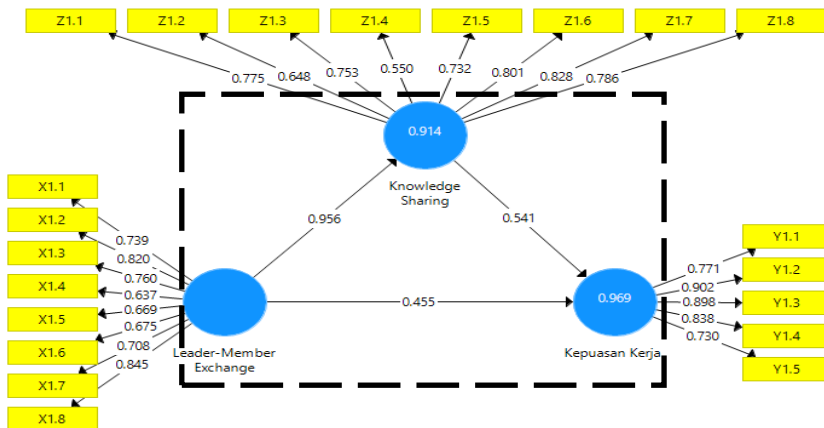 Z1.1 Z1.2 Z1.3 Z1.4 Z1.5 Z1.6 Z1.7 Z1.8
0.775 0.648 0.753 0.550 0.732 0.801 0.828 0.786
0.914
Knowledge
Sharing
X1.1
X1.2
X1.3
X1.4
X1.5
X1.6
X1.7
X1.8
0.739
0.820
0.760
0.637
0.669
0.675
0.708
0.845
0.956
0.541
0.455
Leader-Member
Exchange
0.969
Kepuasan Kerja
0.771
0.902
0.898
0.838
0.730
Y1.1
Y1.2
Y1.3
Y1.4
Y1.5